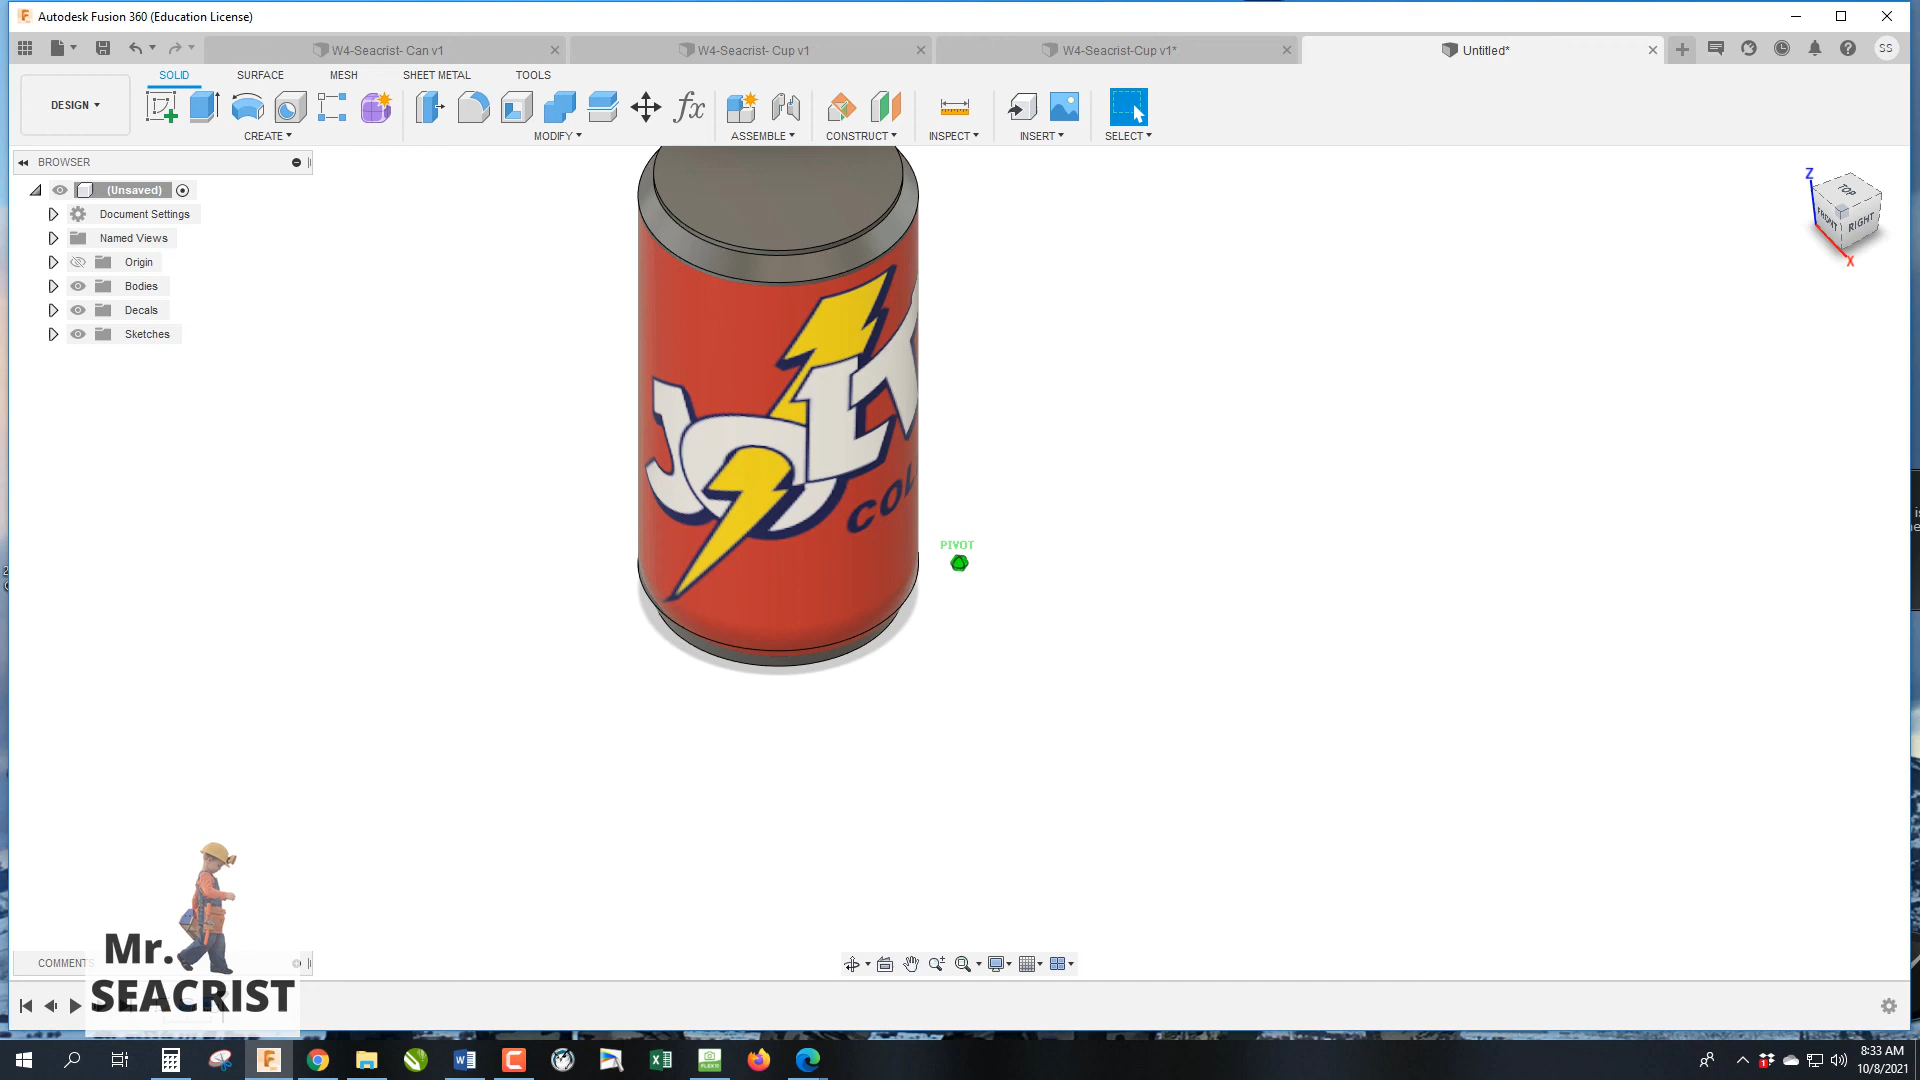 Autodesk Fusion 360 (Education License)
W4-Seacrist- Can v1
W4-Seacrist- Cup v1
W4-Seacrist-Cup v1*
Untitled*
SS
DESIGN
SOLID
SURFACE
MESH
SHEET METAL
TOOLS
CREATE
MODIFY
ASSEMBLE
CONSTRUCT
INSPECT
INSERT
SELECT
BROWSER
(Unsaved)
Document Settings
Named Views
Origin
Bodies
Decals
Sketches
Z
TOP
FRONT
RIGHT
X
JOLT
COL
PIVOT
COMMENTS
Mr.
SEACRIST
8:33 AM
10/8/2021